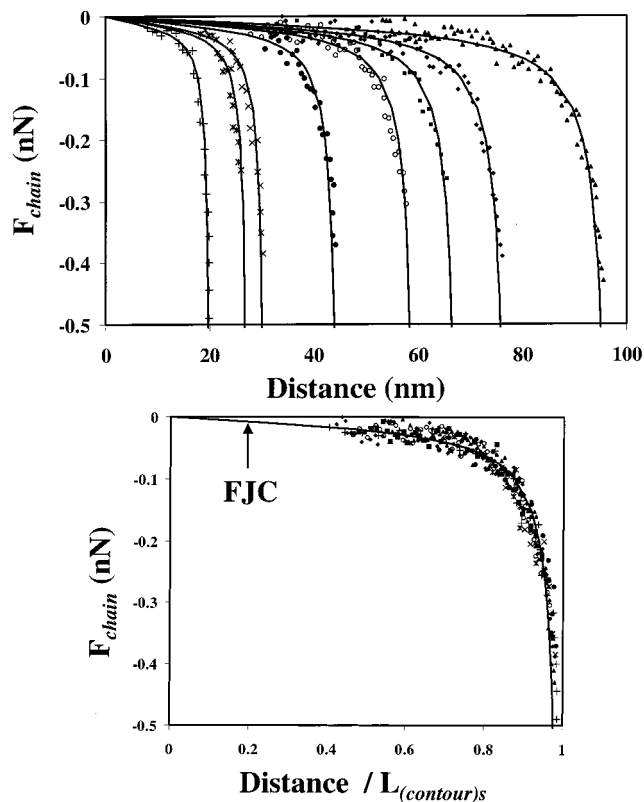 0
-0.1
-0.2
-0.3
-0.4
-0.5
F_chain (nN)
0 20 40 60 80 100
Distance (nm)
0
-0.1
-0.2
-0.3
-0.4
-0.5
F_chain (nN)
FJC
0 0.2 0.4 0.6 0.8 1
Distance / L_(contour)s